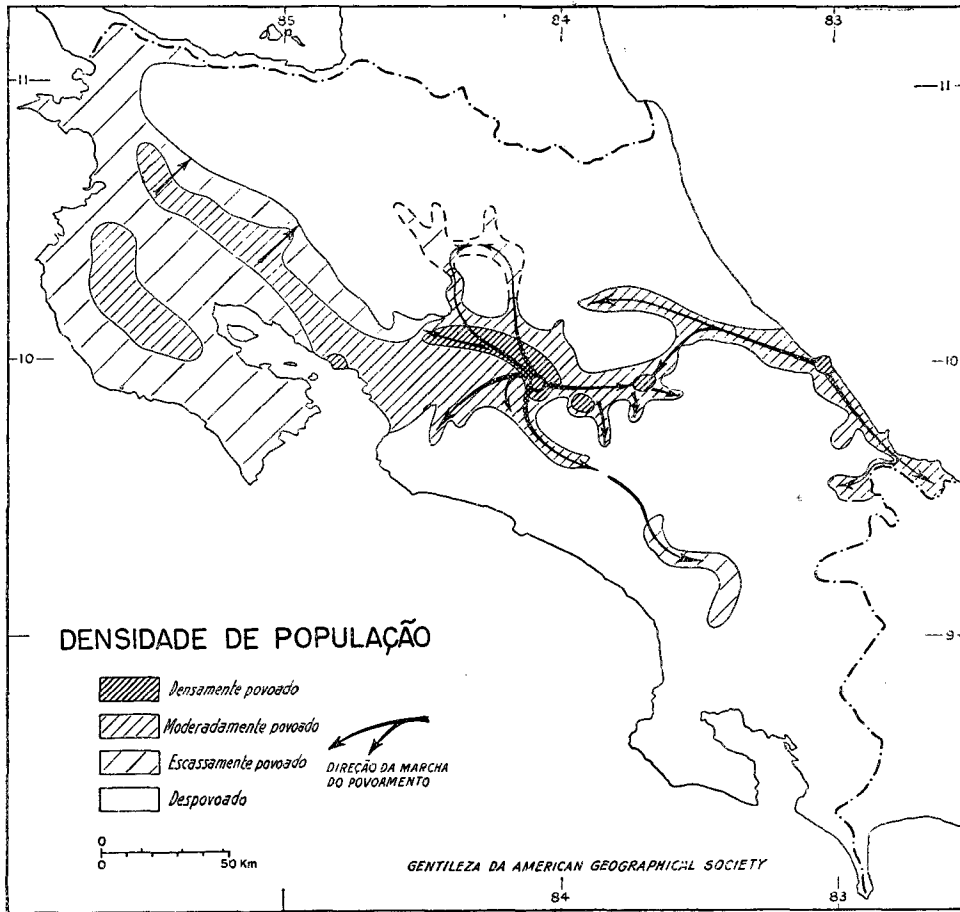 85
84
83
11
11
10
10
9
DENSIDADE DE POPULAÇÃO
Densamente povoado
Moderadamente povoado
Escassamente povoado
Despovoado
DIREÇÃO DA MARCHA
DO POVOAMENTO
0
0
50 Km
GENTILEZA DA AMERICAN GEOGRAPHICAL SOCIETY
84
83